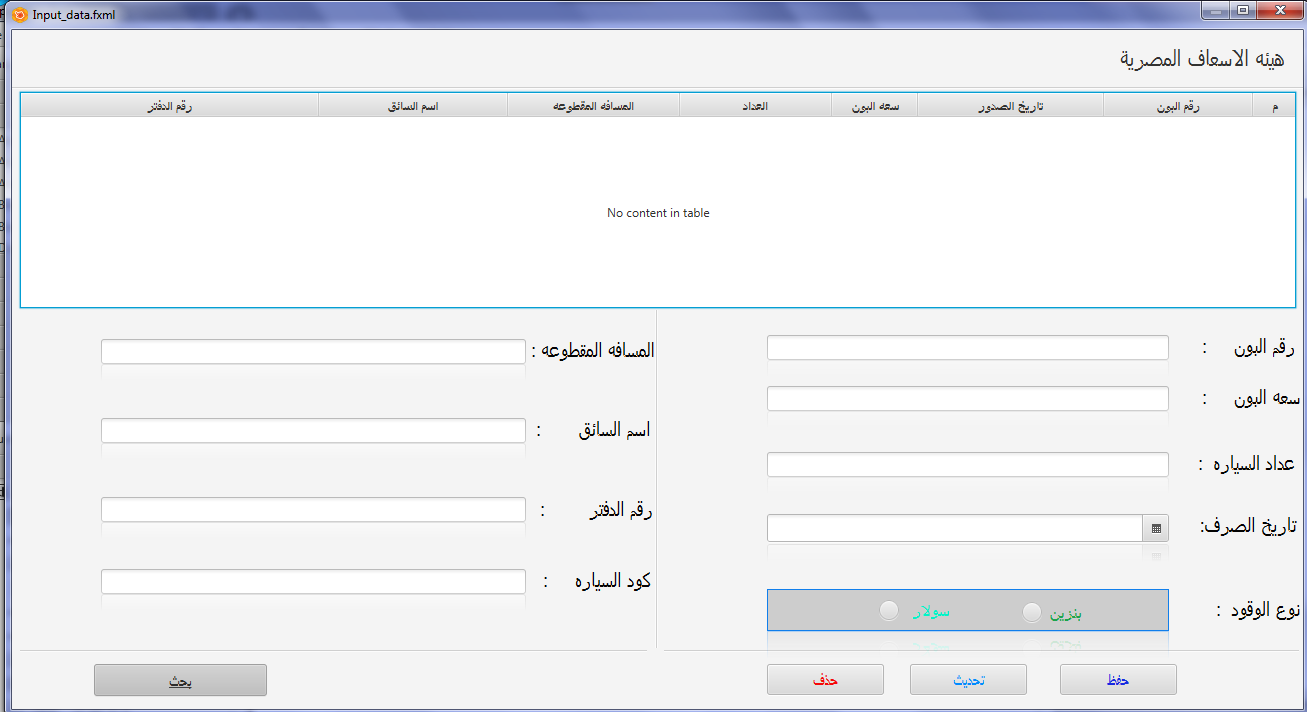 Input_data.fxml
هيئه الاسعاف المصرية
م رقم البون تاريخ الصدور سعه البون العداد المسافه المقطوعه اسم السائق رقم الدفتر
No content in table
رقم البون :
سعه البون :
عداد السياره :
تاريخ الصرف:
نوع الوقود :
بنزين سولار
المسافه المقطوعه :
اسم السائق :
رقم الدفتر :
كود السياره :
حفظ تحديث حذف
بحث